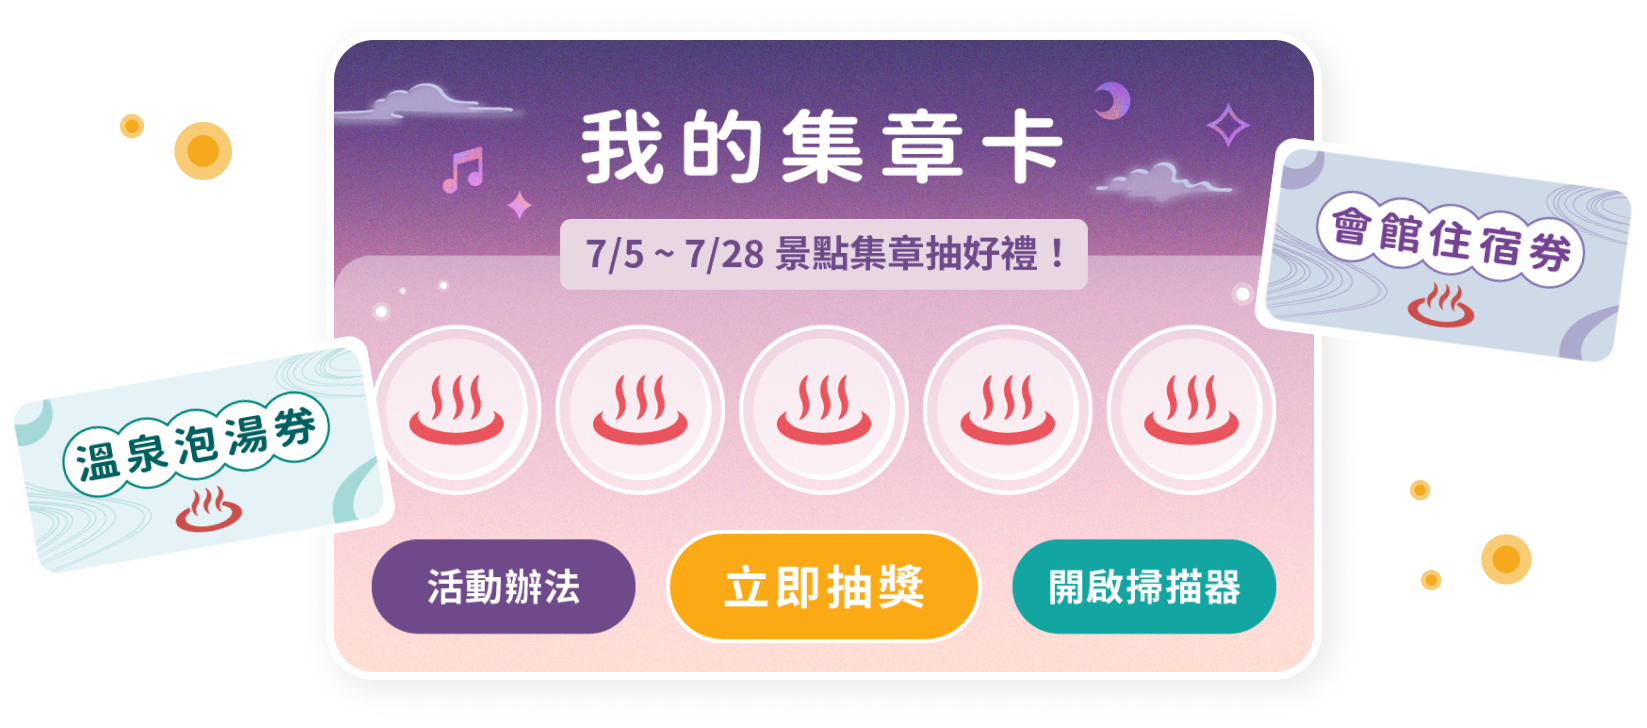 我的集章卡
7/5 ~ 7/28 景點集章抽好禮！
會館住宿券
溫泉泡湯券
活動辦法
立即抽獎
開啟掃描器